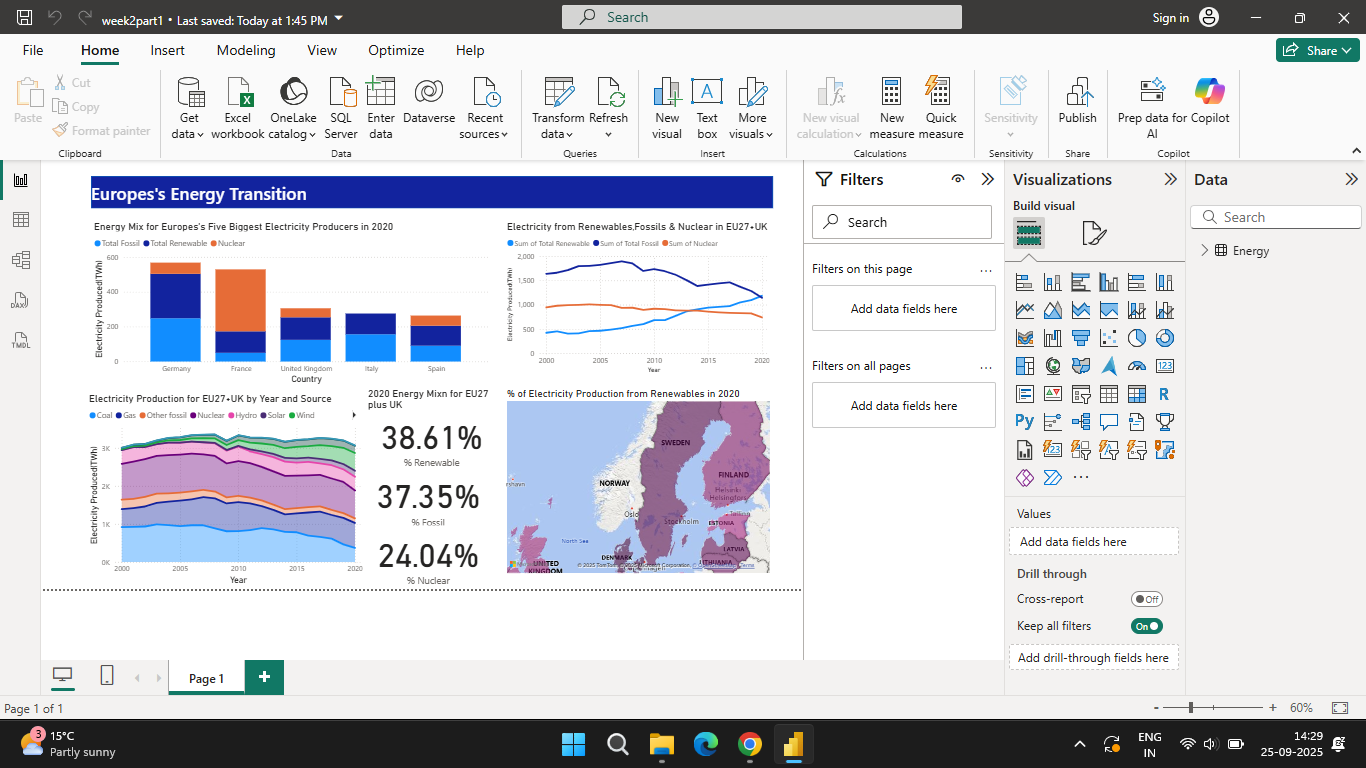 week2part1 • Last saved: Today at 1:45 PM
Search
Sign in
File
Home
Insert
Modeling
View
Optimize
Help
Share
Paste
Cut
Copy
Format painter
Clipboard
Get data
Excel workbook
OneLake catalog
SQL Server
Enter data
Dataverse
Recent sources
Data
Transform data
Refresh
Queries
New visual
Text box
More visuals
Insert
New visual calculation
New measure
Quick measure
Calculations
Sensitivity
Sensitivity
Publish
Share
Prep data for AI
Copilot
Copilot
DAX
TMDL
Europes's Energy Transition
Energy Mix for Europes's Five Biggest Electricity Producers in 2020
Total Fossil Total Renewable Nuclear
Electricity Produced(TWh)
600
400
200
0
Germany France United Kingdom Italy Spain
Country
Electricity from Renewables,Fossils & Nuclear in EU27+UK
Sum of Total Renewable Sum of Total Fossil Sum of Nuclear
Electricity Produced(TWh)
2,000
1,500
1,000
500
0
2000 2005 2010 2015 2020
Year
Electricity Production for EU27+UK by Year and Source
Coal Gas Other fossil Nuclear Hydro Solar Wind
Electricity Produced(TWh)
3K
2K
1K
0K
2000 2005 2010 2015 2020
Year
2020 Energy Mixn for EU27
plus UK
38.61%
% Renewable
37.35%
% Fossil
24.04%
% Nuclear
% of Electricity Production from Renewables in 2020
SWEDEN
FINLAND
NORWAY
Helsinki
Helsingfors
Oslo
Tallinn
Stockholm
ESTONIA
North Sea
LATVIA
DENMARK
LITHUANIA
UNITED
KINGDOM
© 2025 TomTom, © 2025 Microsoft Corporation, © OpenStreetMap Terms
Filters
Search
Filters on this page
...
Add data fields here
Filters on all pages
...
Add data fields here
Visualizations
Build visual
123
R
Py
123
...
Values
Add data fields here
Drill through
Cross-report
Off
Keep all filters
On
Add drill-through fields here
Data
Search
Energy
Page 1
+
Page 1 of 1
- + 60%
3
15°C
Partly sunny
ENG
IN
14:29
25-09-2025